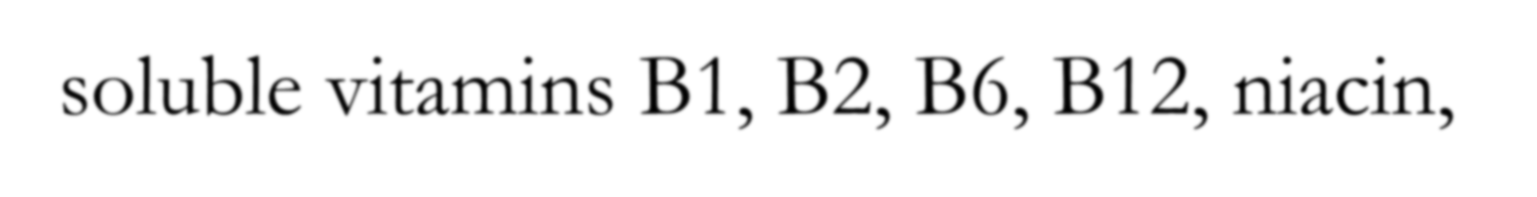 soluble vitamins B1, B2, B6, B12, niacin,